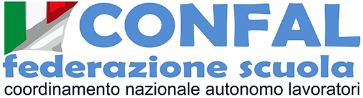 CONFAL
federazione scuola
coordinamento nazionale autonomo lavoratori